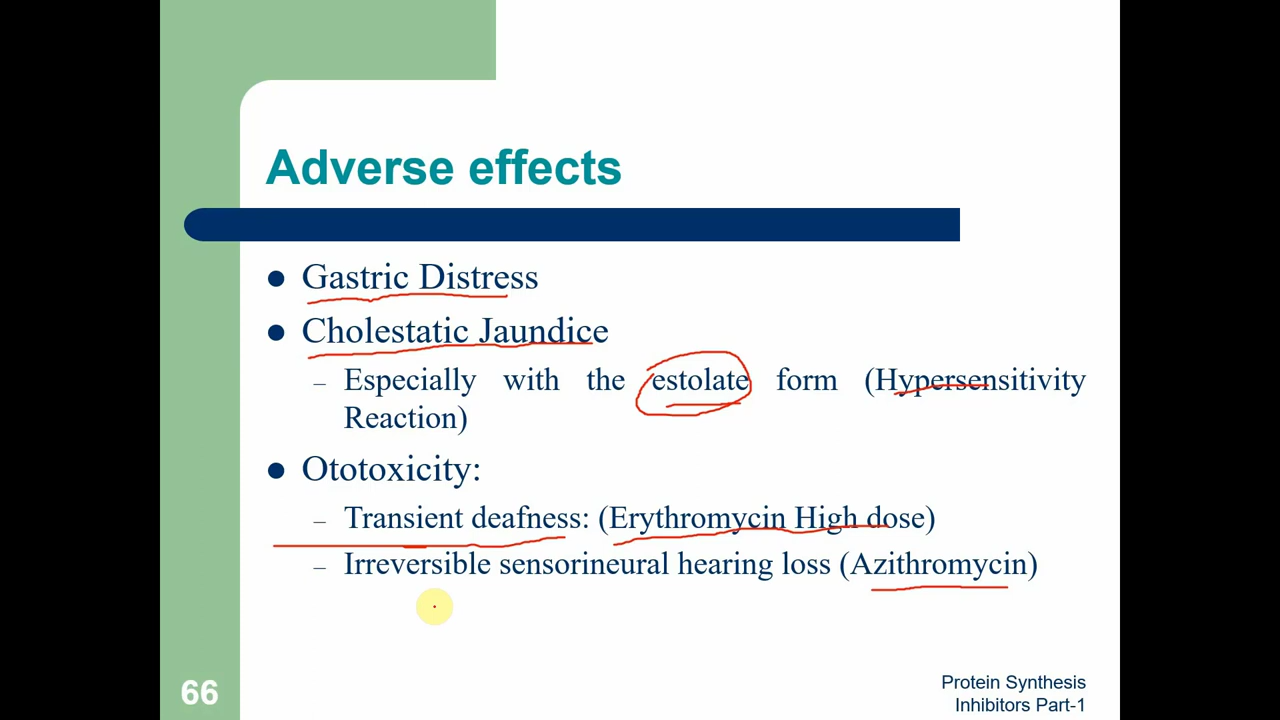 Adverse effects
Gastric Distress
Cholestatic Jaundice
– Especially with the estolate form (Hypersensitivity
Reaction)
Ototoxicity:
– Transient deafness: (Erythromycin High dose)
– Irreversible sensorineural hearing loss (Azithromycin)
66
Protein Synthesis
Inhibitors Part-1